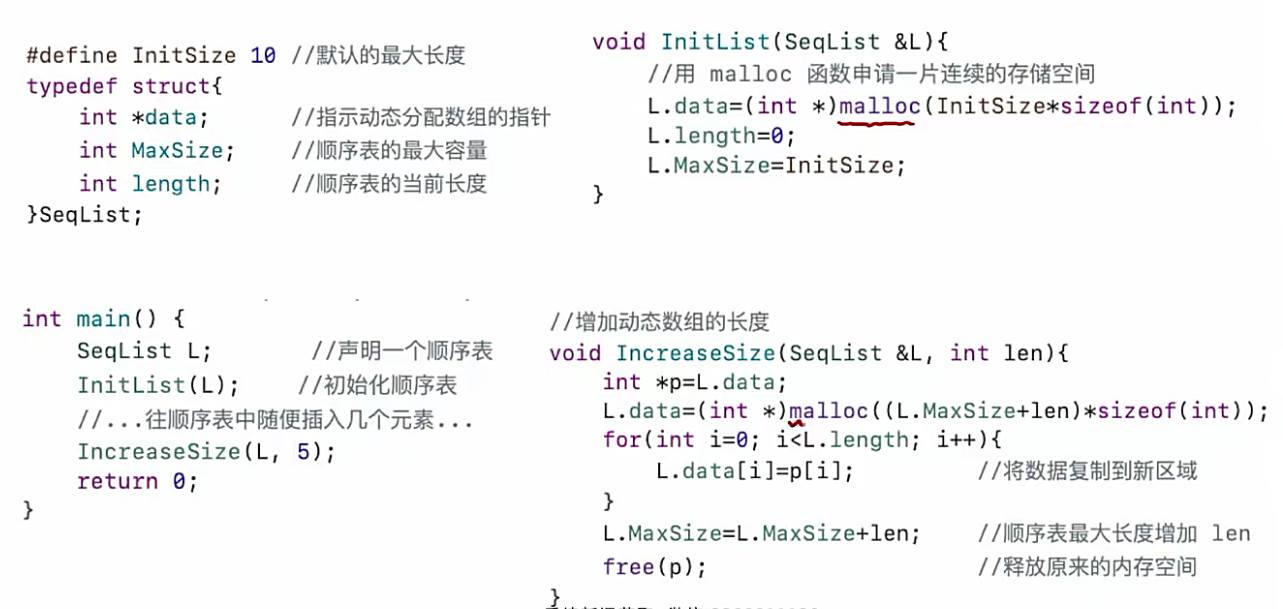 #define InitSize 10 //默认的最大长度
typedef struct{
    int *data;      //指示动态分配数组的指针
    int MaxSize;    //顺序表的最大容量
    int length;     //顺序表的当前长度
}SeqList;
void InitList(SeqList &L){
    //用 malloc 函数申请一片连续的存储空间
    L.data=(int *)malloc(InitSize*sizeof(int));
    L.length=0;
    L.MaxSize=InitSize;
}
int main() {
    SeqList L;       //声明一个顺序表
    InitList(L);    //初始化顺序表
    //...往顺序表中随便插入几个元素...
    IncreaseSize(L, 5);
    return 0;
}
//增加动态数组的长度
void IncreaseSize(SeqList &L, int len){
    int *p=L.data;
    L.data=(int *)malloc((L.MaxSize+len)*sizeof(int));
    for(int i=0; i<L.length; i++){
        L.data[i]=p[i];         //将数据复制到新区域
    }
    L.MaxSize=L.MaxSize+len;    //顺序表最大长度增加 len
    free(p);                    //释放原来的内存空间
}